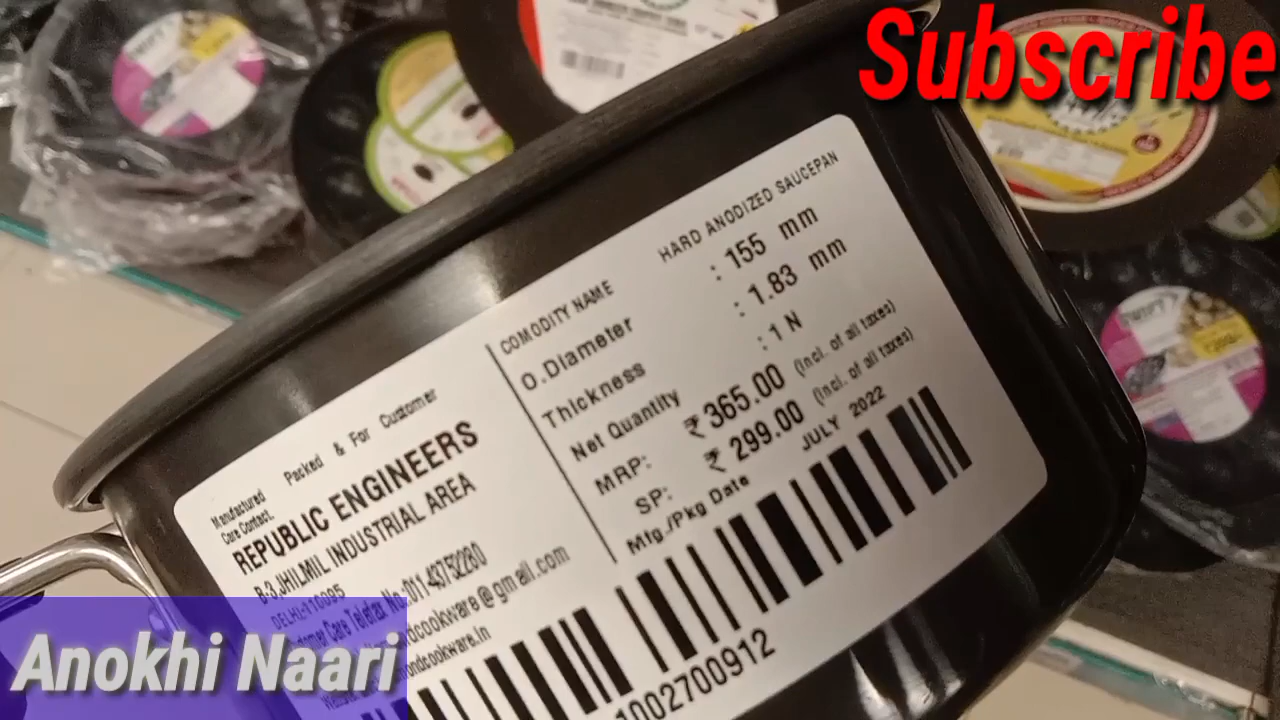 Subscribe
Manufactured Packed & For Customer
Care Contact.
REPUBLIC ENGINEERS
B-3,JHILMIL INDUSTRIAL AREA
DELHI-110095
Care Telefax No.:011-43752280
ndcookware@gmail.com
ondcookware.in
COMODITY NAME HARD ANODIZED SAUCEPAN
O.Diameter : 155 mm
Thickness : 1.83 mm
Net Quantity : 1 N
MRP: ₹ 365.00 (Incl. of all taxes)
SP: ₹ 299.00 (Incl. of all taxes)
Mfg./Pkg Date JULY 2022
1002700912
Anokhi Naari